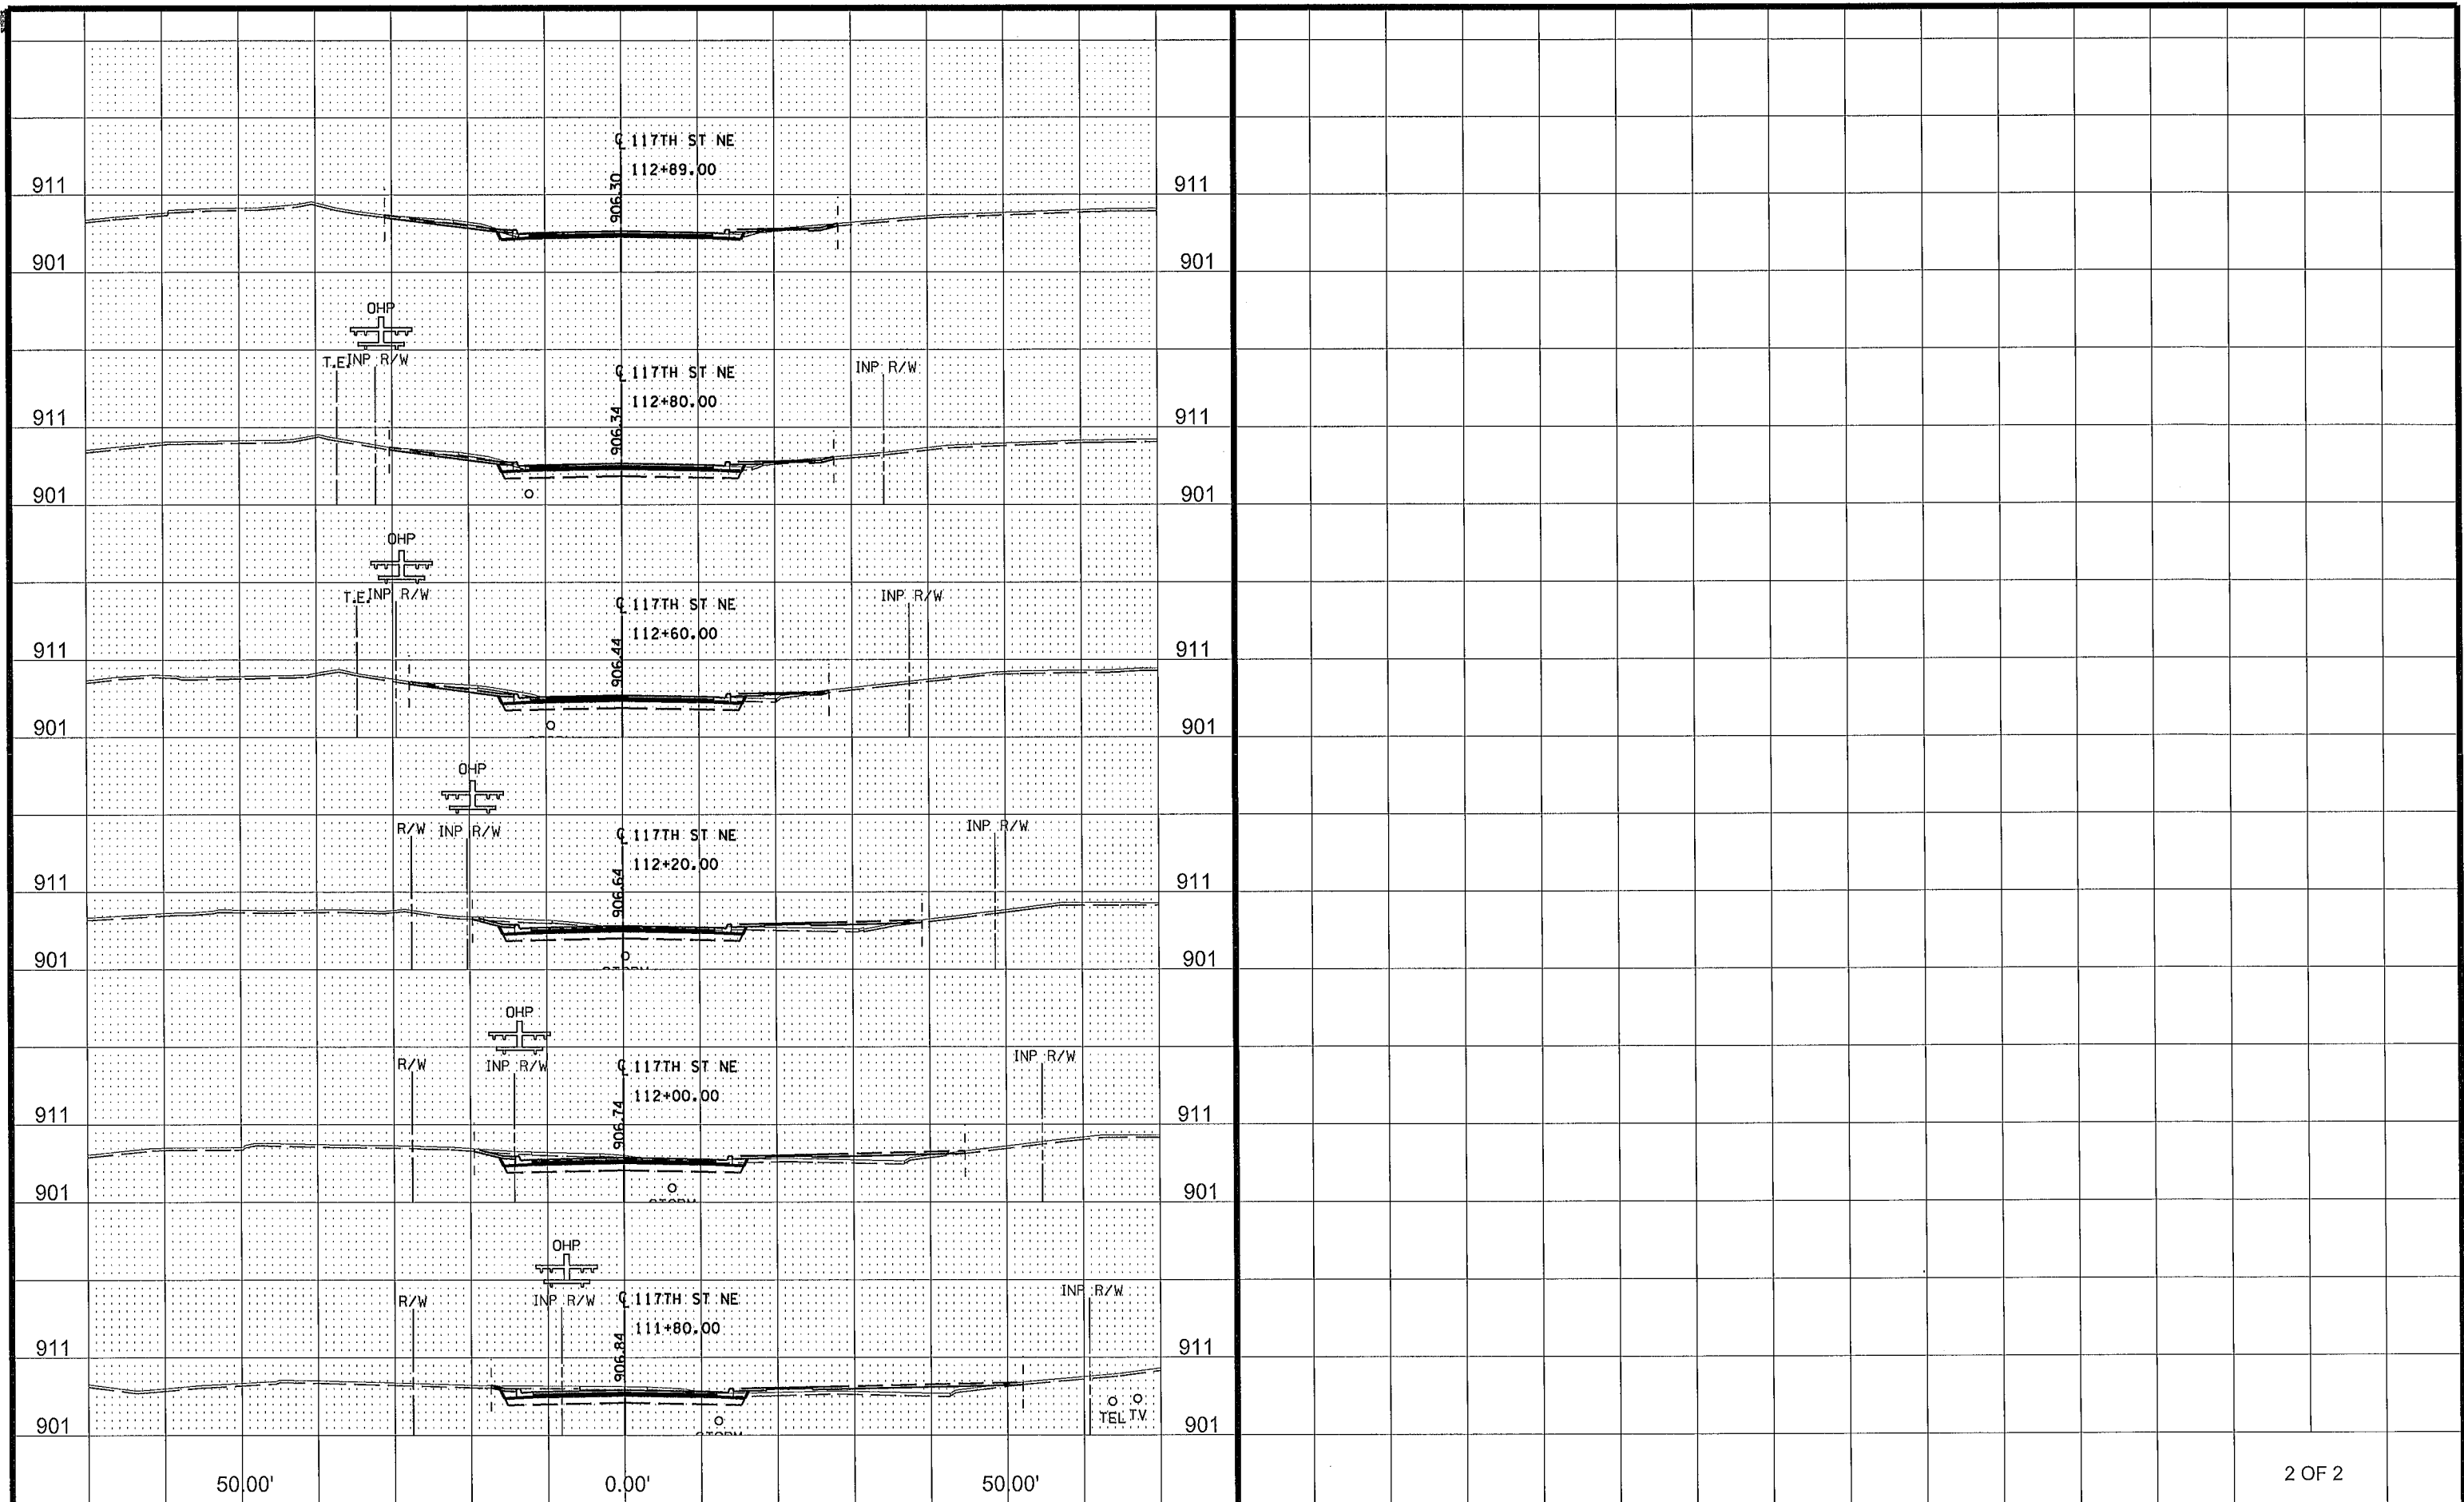 ℄ 117TH ST NE
112+89.00
906.30
911 911
901 901
OHP
T.E. INP R/W INP R/W
℄ 117TH ST NE
112+80.00
906.34
911 911
901 901
OHP
T.E. INP R/W INP R/W
℄ 117TH ST NE
112+60.00
906.44
911 911
901 901
OHP
R/W INP R/W INP R/W
℄ 117TH ST NE
112+20.00
906.64
911 911
901 901
STORM
OHP
R/W INP R/W INP R/W
℄ 117TH ST NE
112+00.00
906.74
911 911
901 901
STORM
OHP
R/W INP R/W INP R/W
℄ 117TH ST NE
111+80.00
906.84
911 911
TEL TV
901 901
STORM
50.00' 0.00' 50.00'
2 OF 2